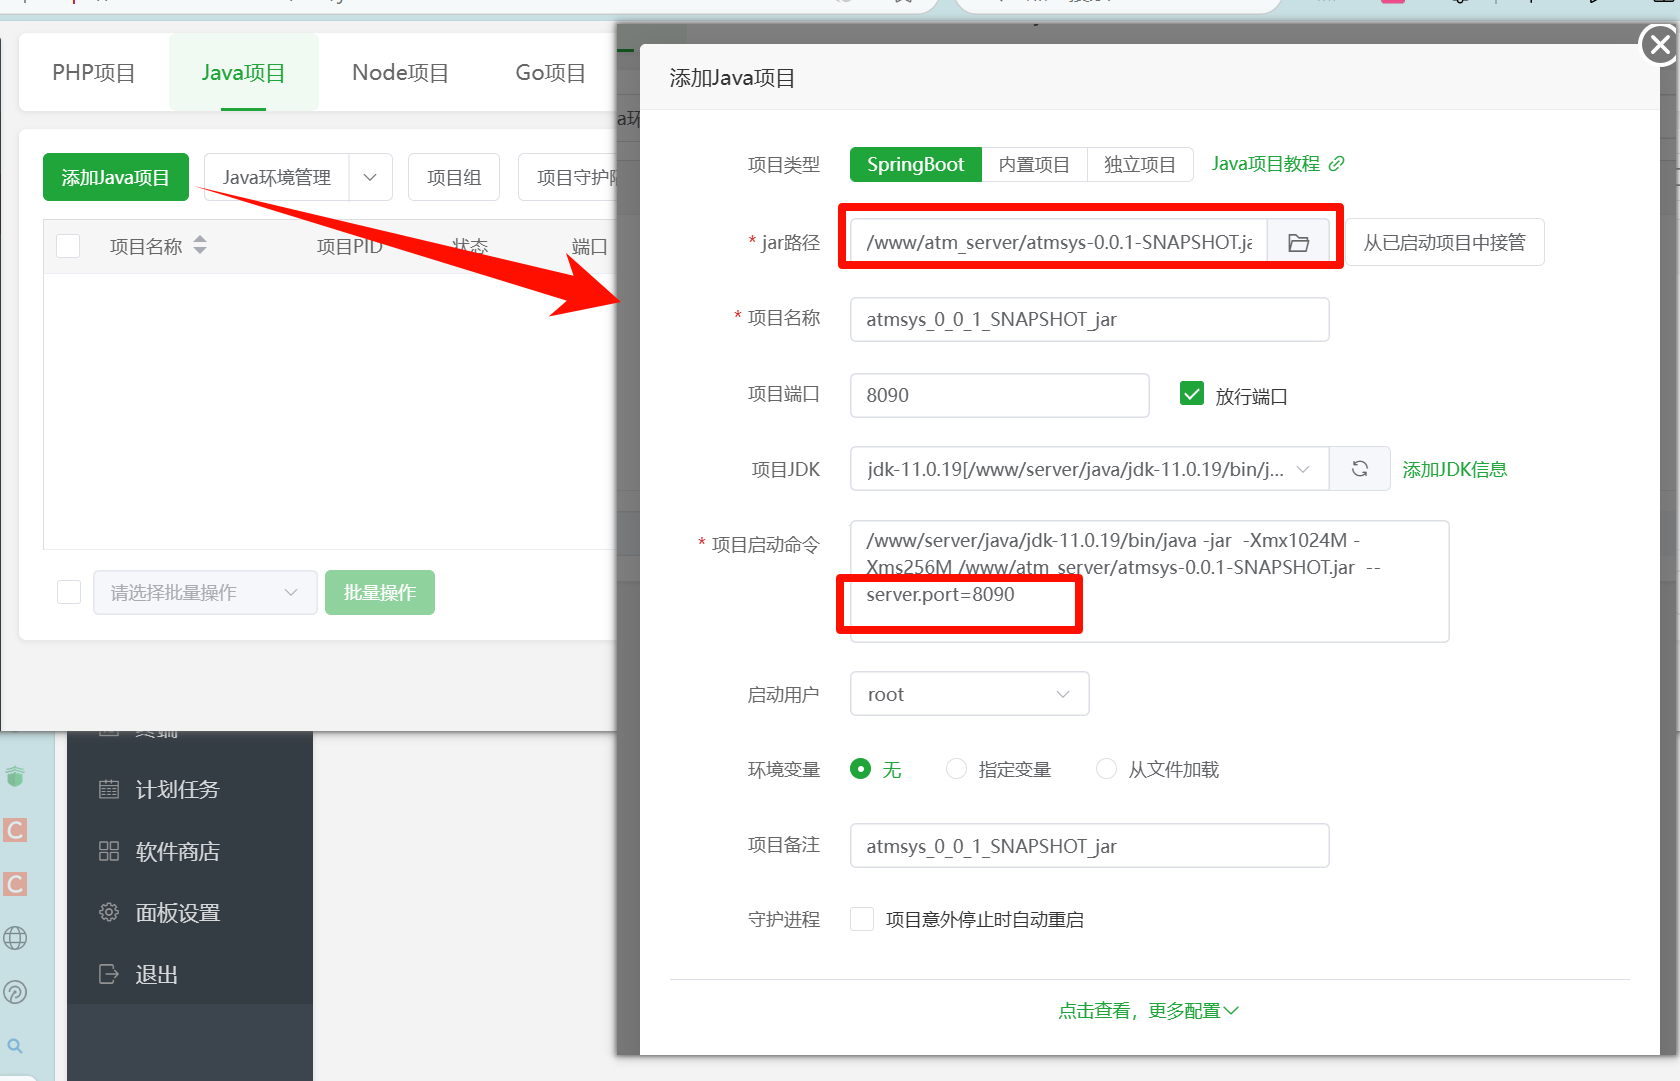 PHP项目
Java项目
Node项目
Go项目
添加Java项目
Java环境管理
项目组
项目守护
项目名称
项目PID
状态
端口
请选择批量操作
批量操作
终端
计划任务
软件商店
面板设置
退出
添加Java项目
项目类型
SpringBoot
内置项目
独立项目
Java项目教程
* jar路径
/www/atm_server/atmsys-0.0.1-SNAPSHOT.ja
从已启动项目中接管
* 项目名称
atmsys_0_0_1_SNAPSHOT_jar
项目端口
8090
放行端口
项目JDK
jdk-11.0.19[/www/server/java/jdk-11.0.19/bin/j...
添加JDK信息
* 项目启动命令
/www/server/java/jdk-11.0.19/bin/java -jar -Xmx1024M -
Xms256M /www/atm_server/atmsys-0.0.1-SNAPSHOT.jar --
server.port=8090
启动用户
root
环境变量
无
指定变量
从文件加载
项目备注
atmsys_0_0_1_SNAPSHOT_jar
守护进程
项目意外停止时自动重启
点击查看，更多配置